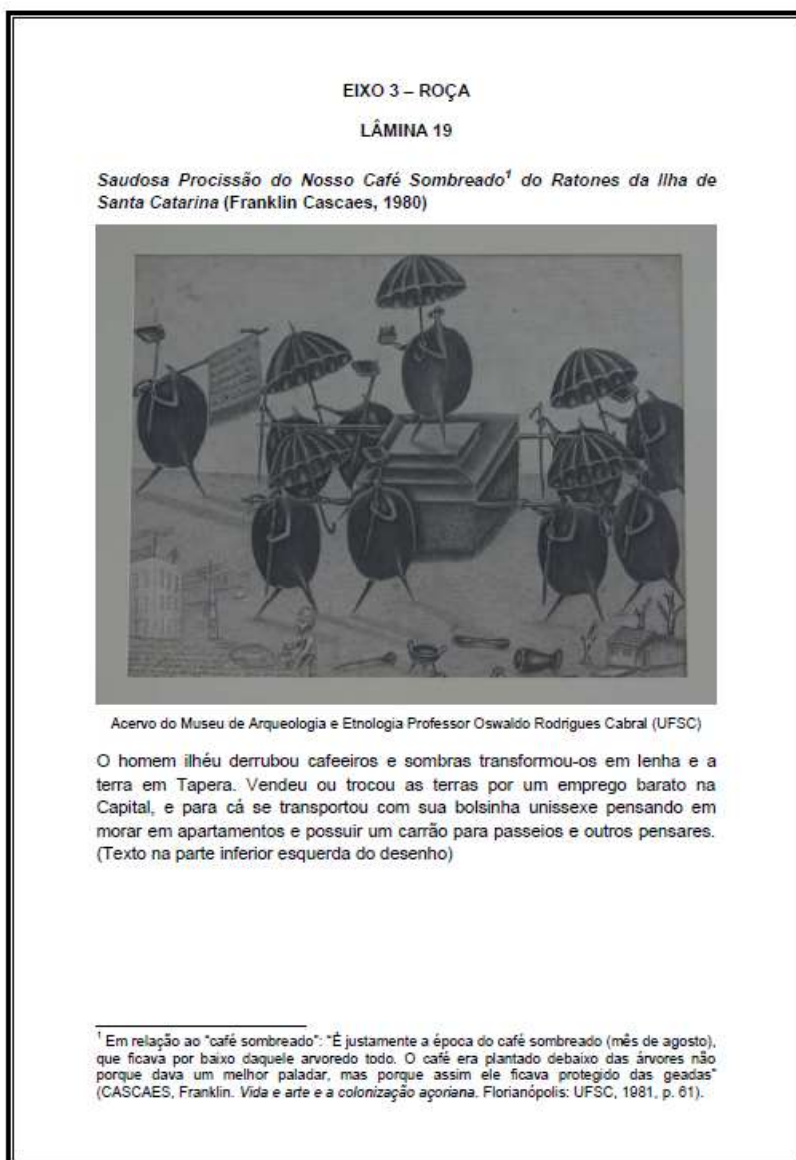 EIXO 3 – ROÇA
LÂMINA 19
Saudosa Procissão do Nosso Café Sombreado¹ do Ratones da Ilha de
Santa Catarina (Franklin Cascaes, 1980)
Acervo do Museu de Arqueologia e Etnologia Professor Oswaldo Rodrigues Cabral (UFSC)
O homem ilhéu derrubou cafeeiros e sombras transformou-os em lenha e a
terra em Tapera. Vendeu ou trocou as terras por um emprego barato na
Capital, e para cá se transportou com sua bolsinha unissexe pensando em
morar em apartamentos e possuir um carrão para passeios e outros pensares.
(Texto na parte inferior esquerda do desenho)
¹ Em relação ao "café sombreado": "É justamente a época do café sombreado (mês de agosto),
que ficava por baixo daquele arvoredo todo. O café era plantado debaixo das árvores não
porque dava um melhor paladar, mas porque assim ele ficava protegido das geadas"
(CASCAES, Franklin. Vida e arte e a colonização açoriana. Florianópolis: UFSC, 1981, p. 61).